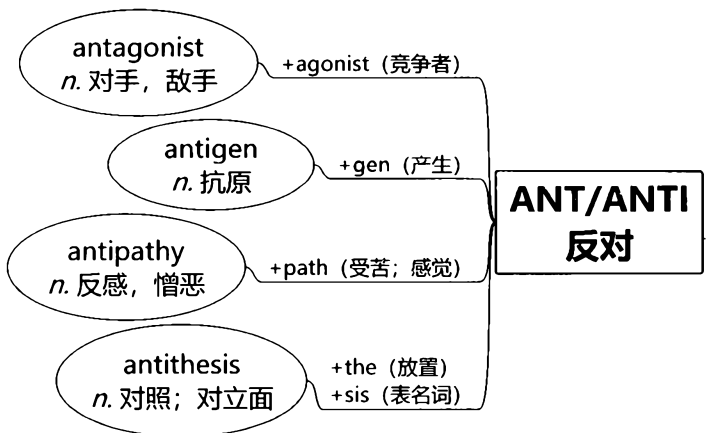 antagonist
n. 对手，敌手
+agonist（竞争者）
antigen
n. 抗原
+gen（产生）
ANT/ANTI
反对
antipathy
n. 反感，憎恶
+path（受苦；感觉）
antithesis
n. 对照；对立面
+the（放置）
+sis（表名词）